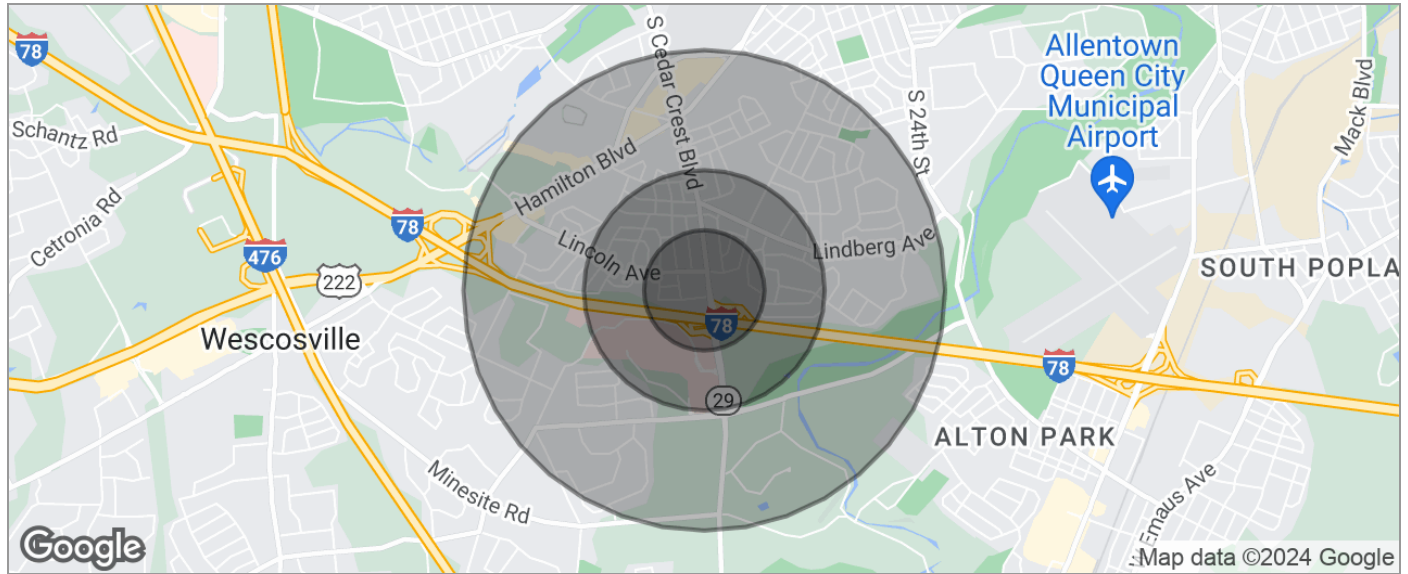 78
Schantz Rd
Cetronia Rd
476
222
78
Wescosville
Hamilton Blvd
Lincoln Ave
S Cedar Crest Blvd
S 24th St
Lindberg Ave
78
29
Minesite Rd
Allentown
Queen City
Municipal
Airport
Mack Blvd
SOUTH POPLA
78
ALTON PARK
Emaus Ave
Google
Map data ©2024 Google